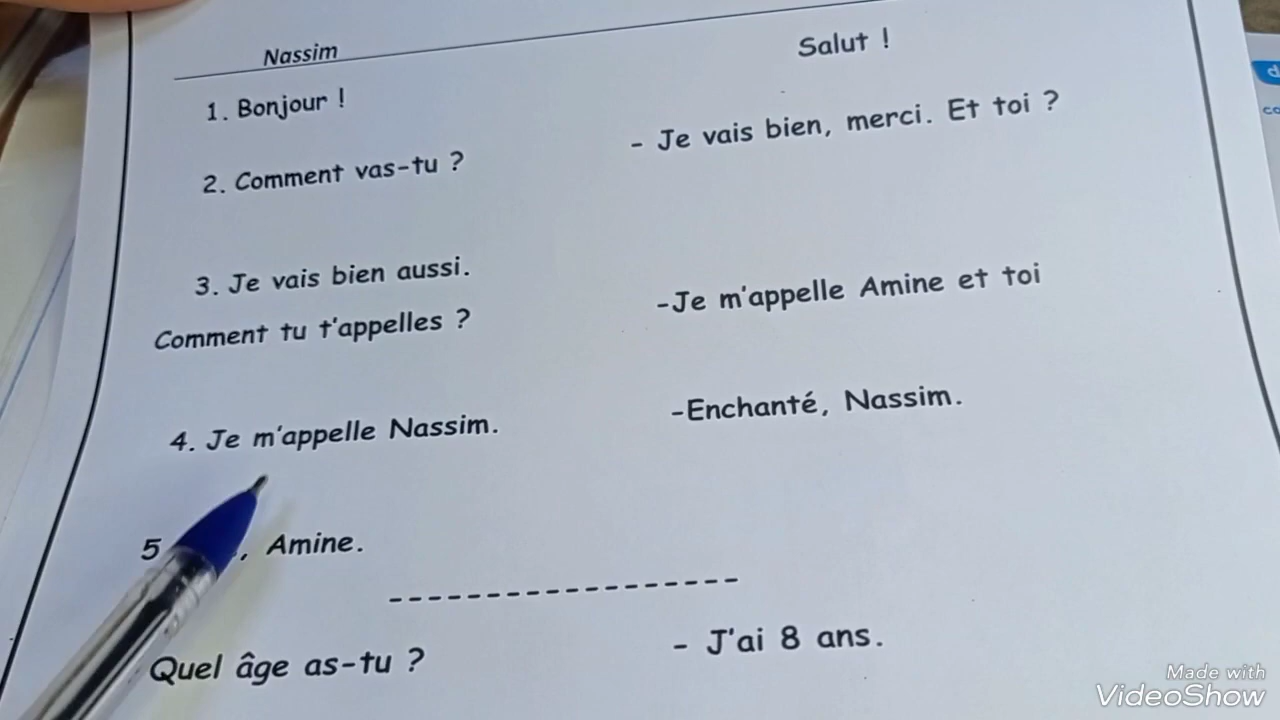 Nassim
Salut !
1. Bonjour !
- Je vais bien, merci. Et toi ?
2. Comment vas-tu ?
3. Je vais bien aussi.
-Je m'appelle Amine et toi
Comment tu t'appelles ?
-Enchanté, Nassim.
4. Je m'appelle Nassim.
5 , Amine.
------------------
- J'ai 8 ans.
Quel âge as-tu ?
Made with
VideoShow